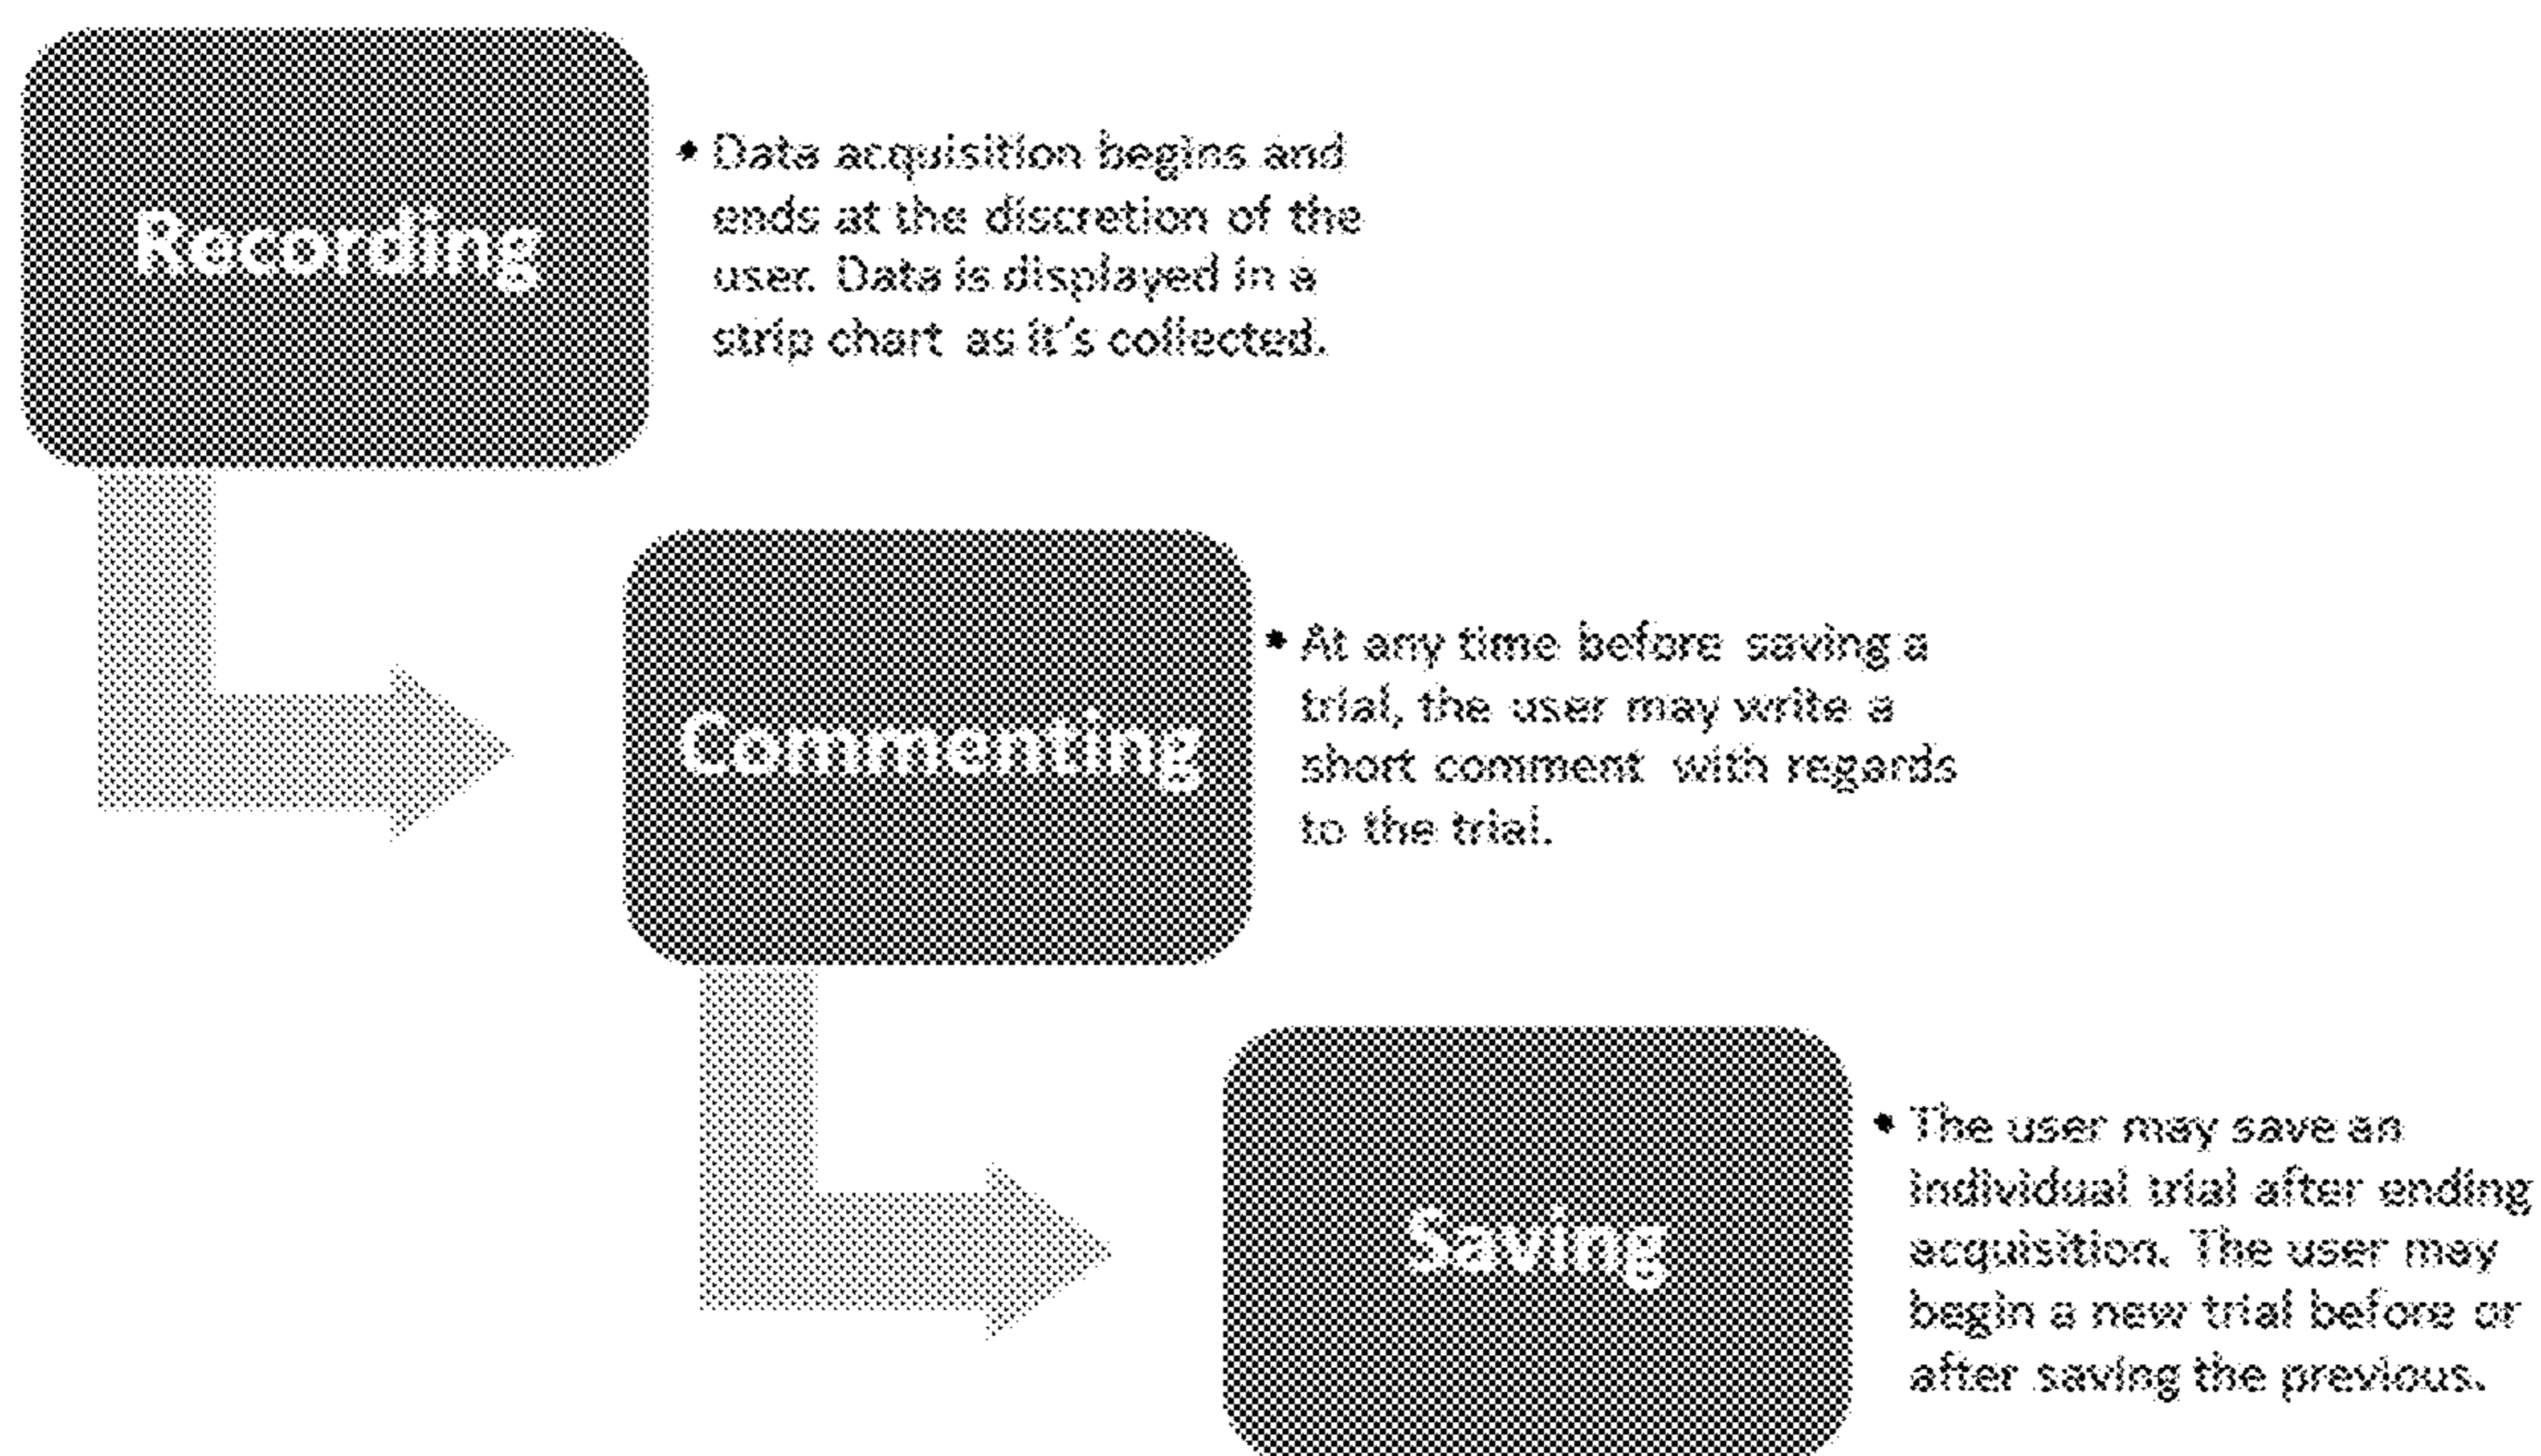 Recording
• Data acquisition begins and
ends at the discretion of the
user. Data is displayed in a
strip chart as it's collected.
Commenting
• At any time before saving a
trial, the user may write a
short comment with regards
to the trial.
Saving
• The user may save an
individual trial after ending
acquisition. The user may
begin a new trial before or
after saving the previous.